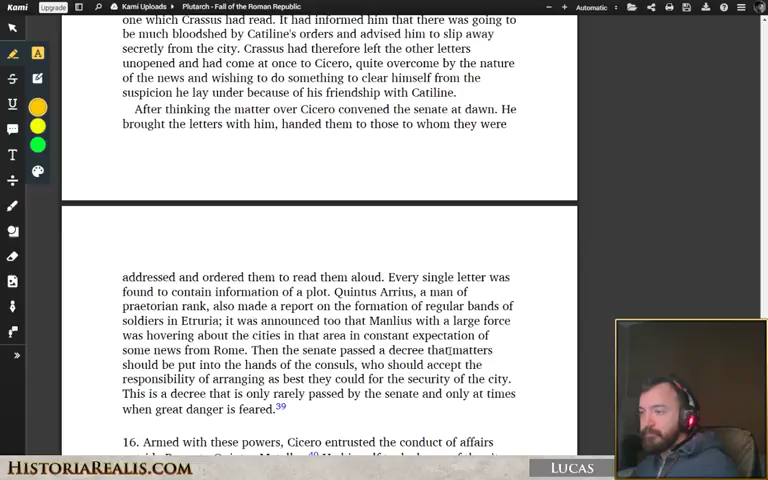 Kami
Upgrade
Kami Uploads
Plutarch - Fall of the Roman Republic
Automatic
one which Crassus had read. It had informed him that there was going to
be much bloodshed by Catiline's orders and advised him to slip away
secretly from the city. Crassus had therefore left the other letters
unopened and had come at once to Cicero, quite overcome by the nature
of the news and wishing to do something to clear himself from the
suspicion he lay under because of his friendship with Catiline.
After thinking the matter over Cicero convened the senate at dawn. He
brought the letters with him, handed them to those to whom they were
addressed and ordered them to read them aloud. Every single letter was
found to contain information of a plot. Quintus Arrius, a man of
praetorian rank, also made a report on the formation of regular bands of
soldiers in Etruria; it was announced too that Manlius with a large force
was hovering about the cities in that area in constant expectation of
some news from Rome. Then the senate passed a decree that matters
should be put into the hands of the consuls, who should accept the
responsibility of arranging as best they could for the security of the city.
This is a decree that is only rarely passed by the senate and only at times
when great danger is feared.39
16. Armed with these powers, Cicero entrusted the conduct of affairs
HISTORIAREALIS.COM
LUCAS